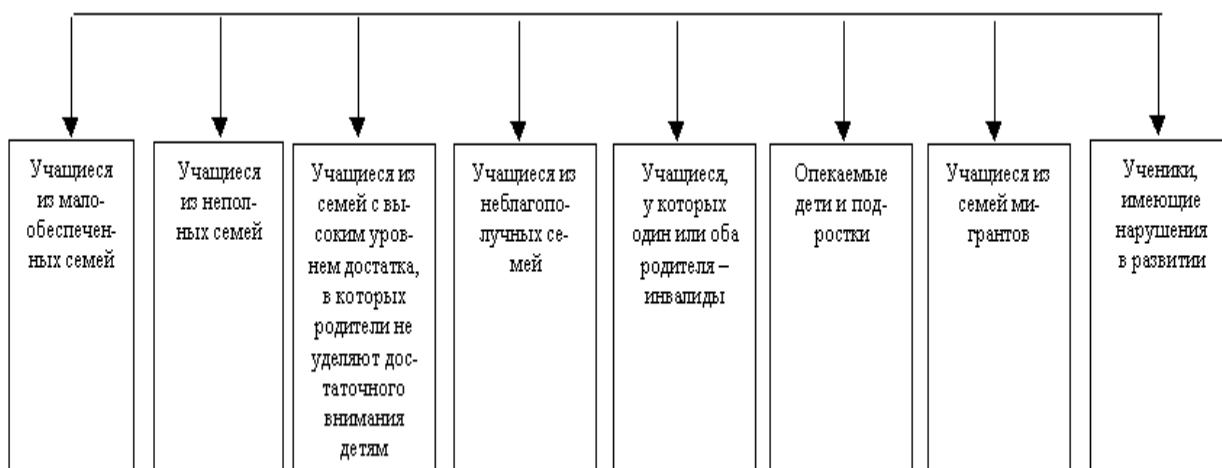 Учащиеся
из мало-
обеспечен-
ных семей
Учащиеся
из непол-
ных семей
Учащиеся из
семей с вы-
соким уров-
нем достатка,
в которых
родители не
уделяют дос-
таточного
внимания
детям
Учащиеся из
неблагопо-
лучных се-
мей
Учащиеся,
у которых
один или оба
родителя –
инвалиды
Опекаемые
дети и под-
ростки
Учащиеся из
семей ми-
грантов
Ученики,
имеющие
нарушения
в развитии